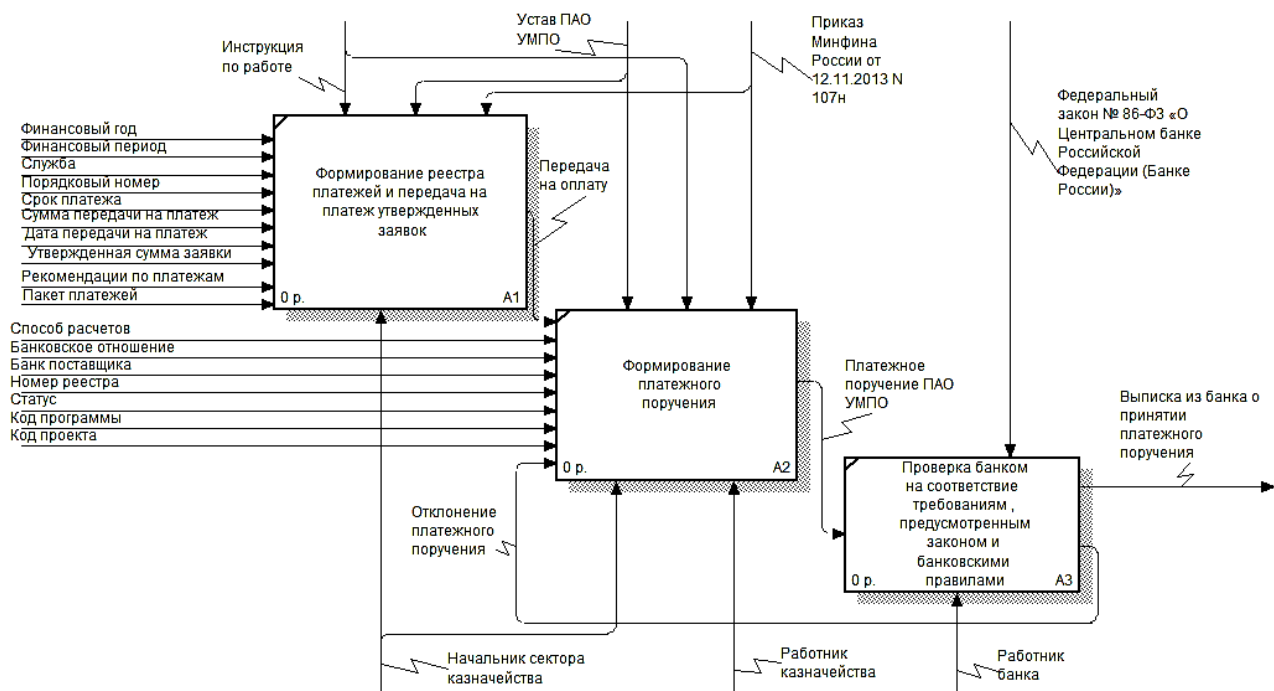 Инструкция
по работе
Устав ПАО
УМПО
Приказ
Минфина
России от
12.11.2013 N
107н
Федеральный
закон № 86-ФЗ «О
Центральном банке
Российской
Федерации (Банке
России)»
Финансовый год
Финансовый период
Служба
Порядковый номер
Срок платежа
Сумма передачи на платеж
Дата передачи на платеж
Утвержденная сумма заявки
Рекомендации по платежам
Пакет платежей
Формирование реестра
платежей и передача на
платеж утвержденных
заявок
0 р.
A1
Передача
на оплату
Способ расчетов
Банковское отношение
Банк поставщика
Номер реестра
Статус
Код программы
Код проекта
Формирование
платежного
поручения
0 р.
A2
Платежное
поручение ПАО
УМПО
Выписка из банка о
принятии
платежного
поручения
Проверка банком
на соответствие
требованиям ,
предусмотренным
законом и
банковскими
правилами
0 р.
A3
Отклонение
платежного
поручения
Начальник сектора
казначейства
Работник
казначейства
Работник
банка